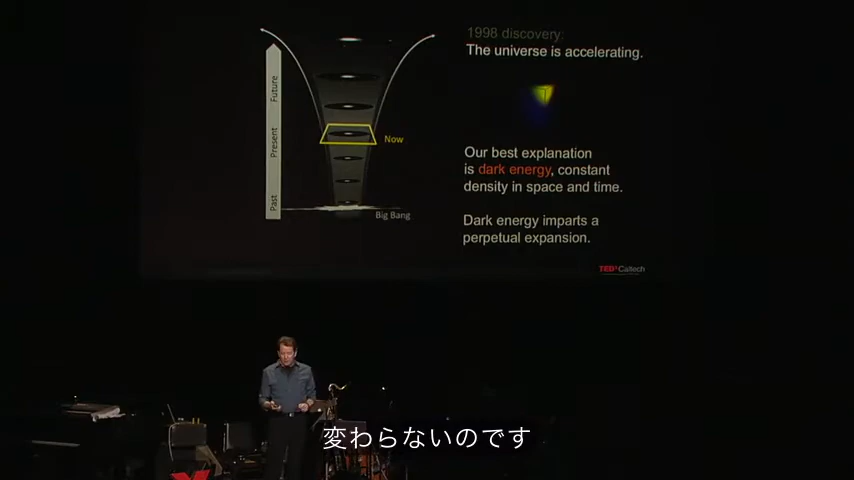 1998 discovery:
The universe is accelerating.
Future
Present
Past
Now
Big Bang
Our best explanation
is dark energy, constant
density in space and time.
Dark energy imparts a
perpetual expansion.
TEDxCaltech
変わらないのです
X